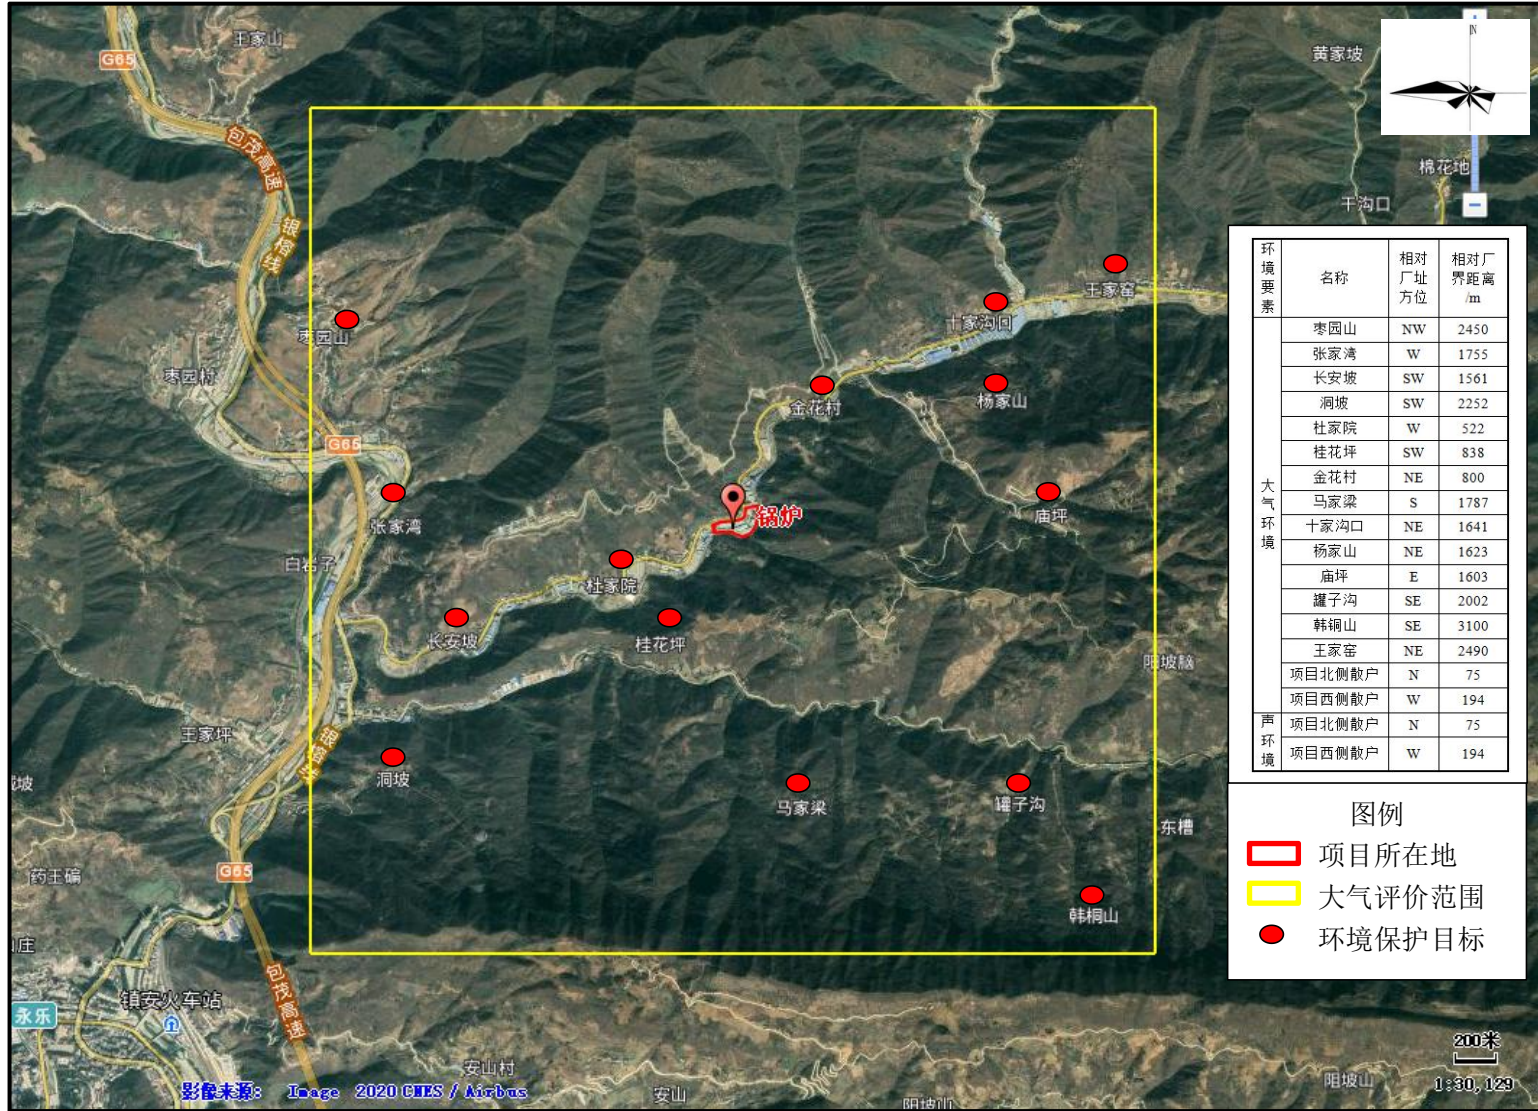 王家山
G65
黄家坡
N
棉花地
干沟口
包茂高速
银榕线
王家窑
十家沟口
枣园山
枣园村
金花村
杨家山
G65
张家湾
锅炉
庙坪
白岩子
杜家院
长安坡
桂花坪
阳坡脑
王家坪
银榕线
洞坡
马家梁
罐子沟
东槽
G65
药王碥
韩桐山
包茂高速
镇安火车站
永乐
安山村
安山
阳坡山
阻坡山
影像来源: Image 2020 CNES / Airbus
200米
1:30,129
环境要素 名称 相对厂址方位 相对厂界距离/m
大气环境
枣园山 NW 2450
张家湾 W 1755
长安坡 SW 1561
洞坡 SW 2252
杜家院 W 522
桂花坪 SW 838
金花村 NE 800
马家梁 S 1787
十家沟口 NE 1641
杨家山 NE 1623
庙坪 E 1603
罐子沟 SE 2002
韩铜山 SE 3100
王家窑 NE 2490
项目北侧散户 N 75
项目西侧散户 W 194
声环境
项目北侧散户 N 75
项目西侧散户 W 194
图例
项目所在地
大气评价范围
环境保护目标